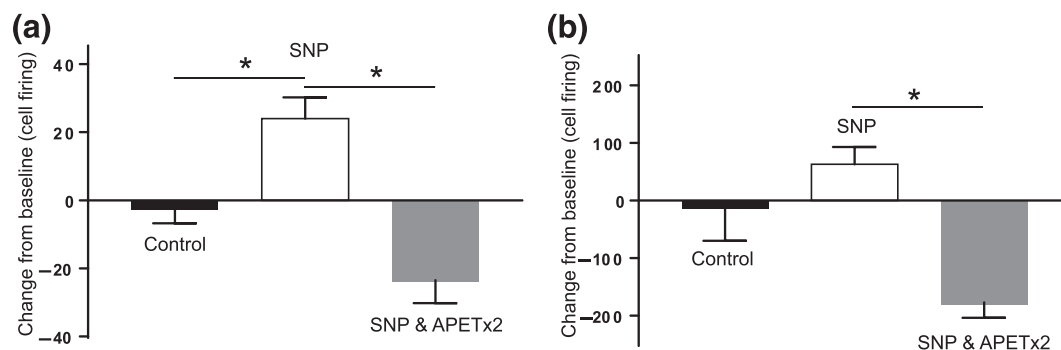 (a)
Change from baseline (cell firing)
40
20
0
−20
−40
*
SNP
*
Control
SNP & APETx2
(b)
Change from baseline (cell firing)
200
100
0
−100
−200
*
SNP
Control
SNP & APETx2